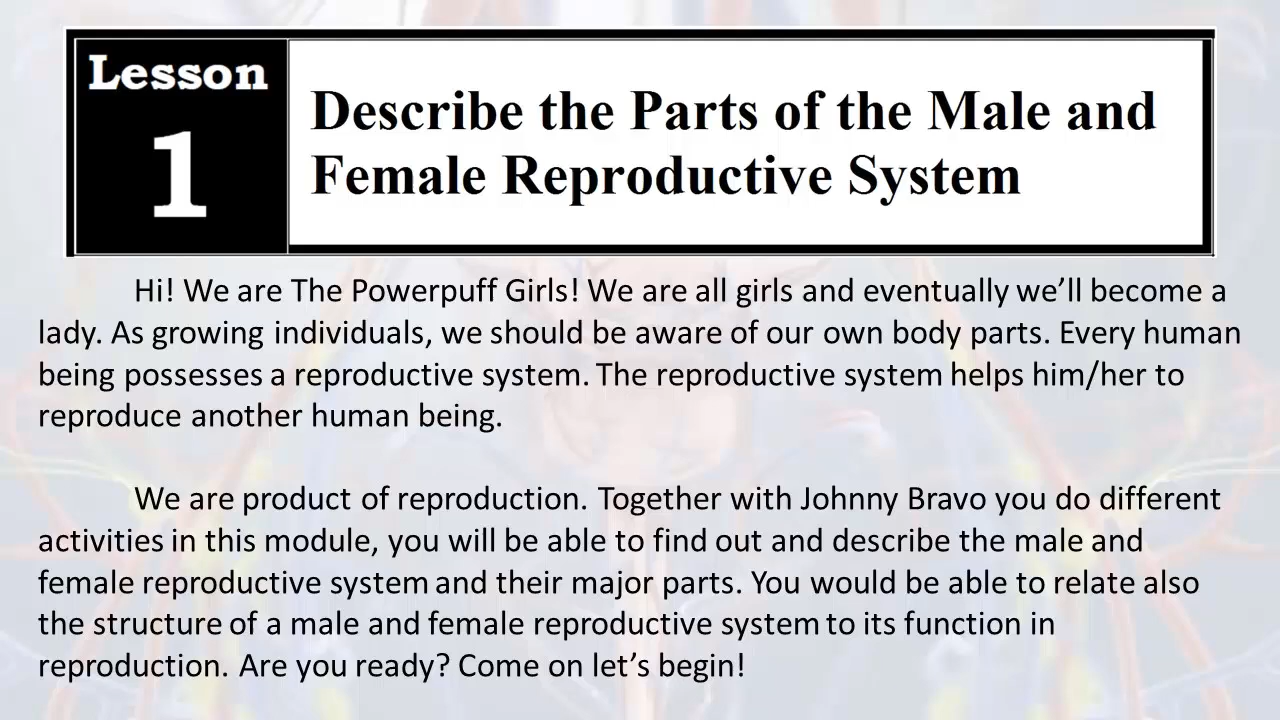 Lesson
1
Describe the Parts of the Male and
Female Reproductive System
Hi! We are The Powerpuff Girls! We are all girls and eventually we’ll become a
lady. As growing individuals, we should be aware of our own body parts. Every human
being possesses a reproductive system. The reproductive system helps him/her to
reproduce another human being.
We are product of reproduction. Together with Johnny Bravo you do different
activities in this module, you will be able to find out and describe the male and
female reproductive system and their major parts. You would be able to relate also
the structure of a male and female reproductive system to its function in
reproduction. Are you ready? Come on let’s begin!